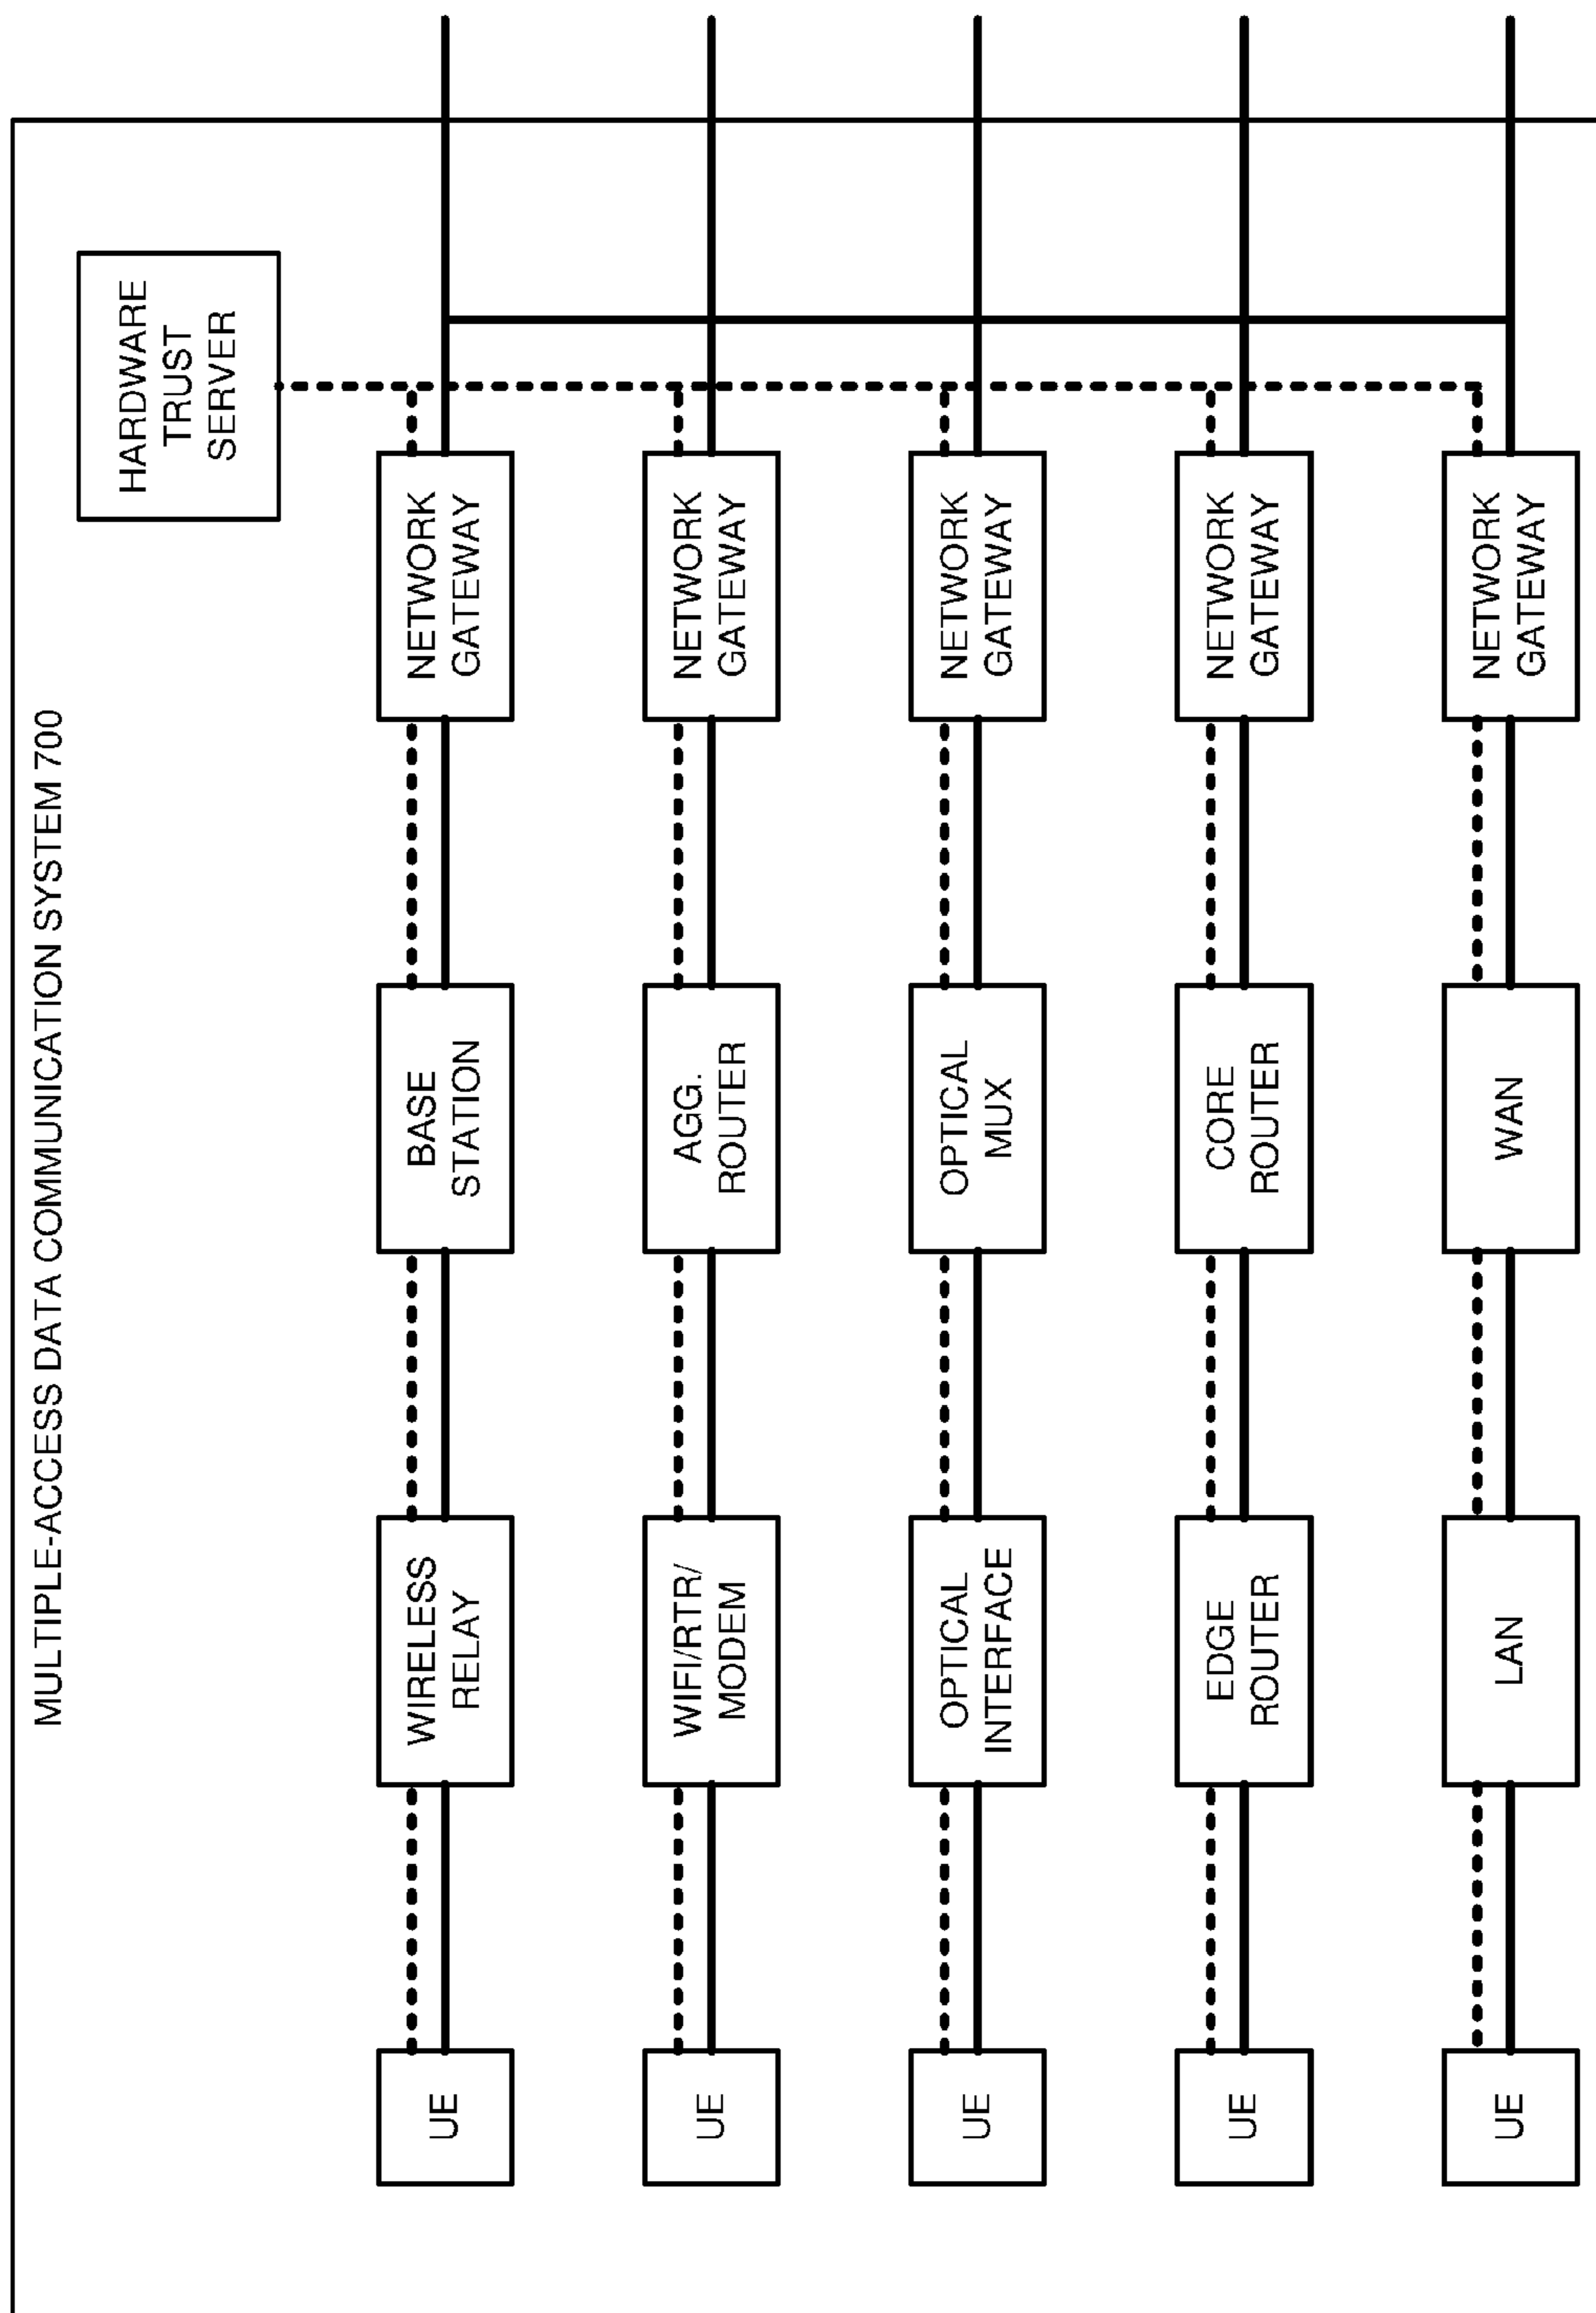 MULTIPLE-ACCESS DATA COMMUNICATION SYSTEM 700
HARDWARE
TRUST
SERVER
UE
WIRELESS
RELAY
BASE
STATION
NETWORK
GATEWAY
UE
WIFI/RTR/
MODEM
AGG.
ROUTER
NETWORK
GATEWAY
UE
OPTICAL
INTERFACE
OPTICAL
MUX
NETWORK
GATEWAY
UE
EDGE
ROUTER
CORE
ROUTER
NETWORK
GATEWAY
UE
LAN
WAN
NETWORK
GATEWAY